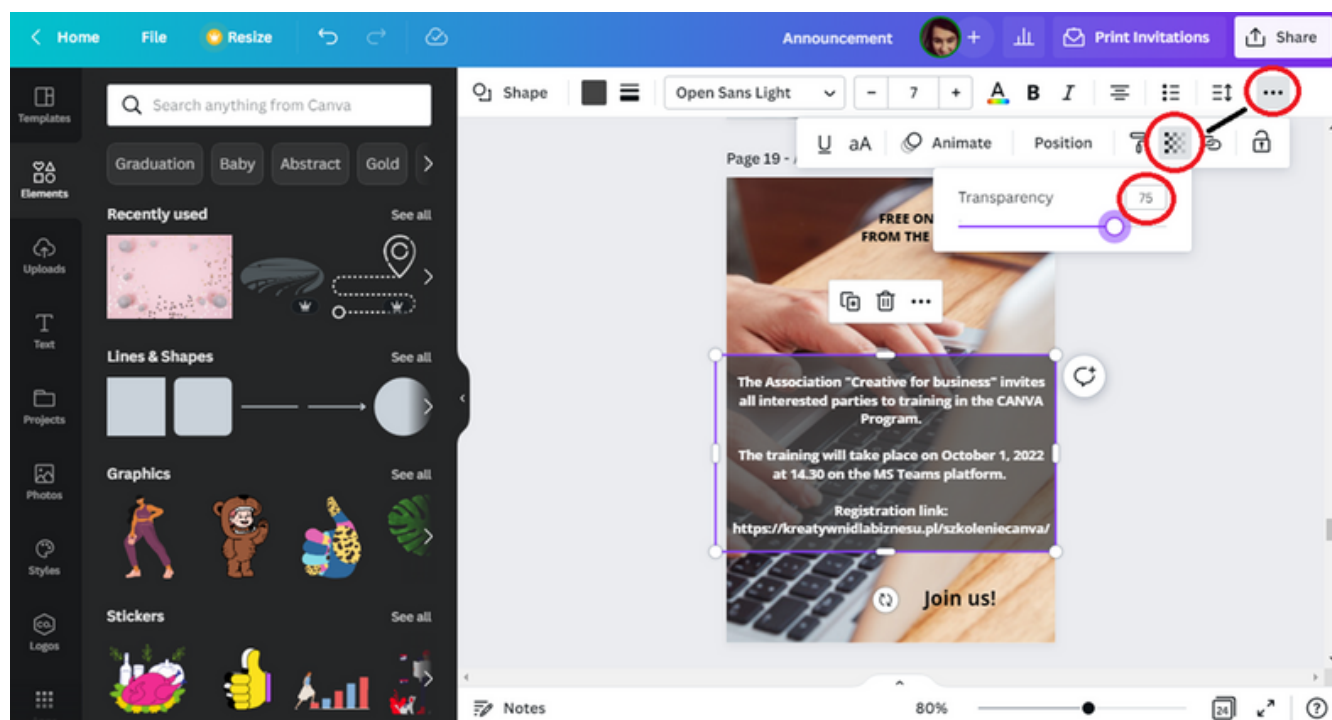 Home File Resize Announcement + Print Invitations Share
Templates
Elements
Uploads
Text
Projects
Photos
Styles
CO.
Logos
Search anything from Canva
Graduation Baby Abstract Gold
Recently used See all
Lines & Shapes See all
Graphics See all
Stickers See all
Shape Open Sans Light - 7 + A B I
U aA Animate Position
Page 19 -
Transparency 75
FREE ON
FROM THE
The Association "Creative for business" invites
all interested parties to training in the CANVA
Program.
The training will take place on October 1, 2022
at 14.30 on the MS Teams platform.
Registration link:
https://kreatywnidlabiznesu.pl/szkoleniecanva/
Join us!
Notes 80% 24 ?